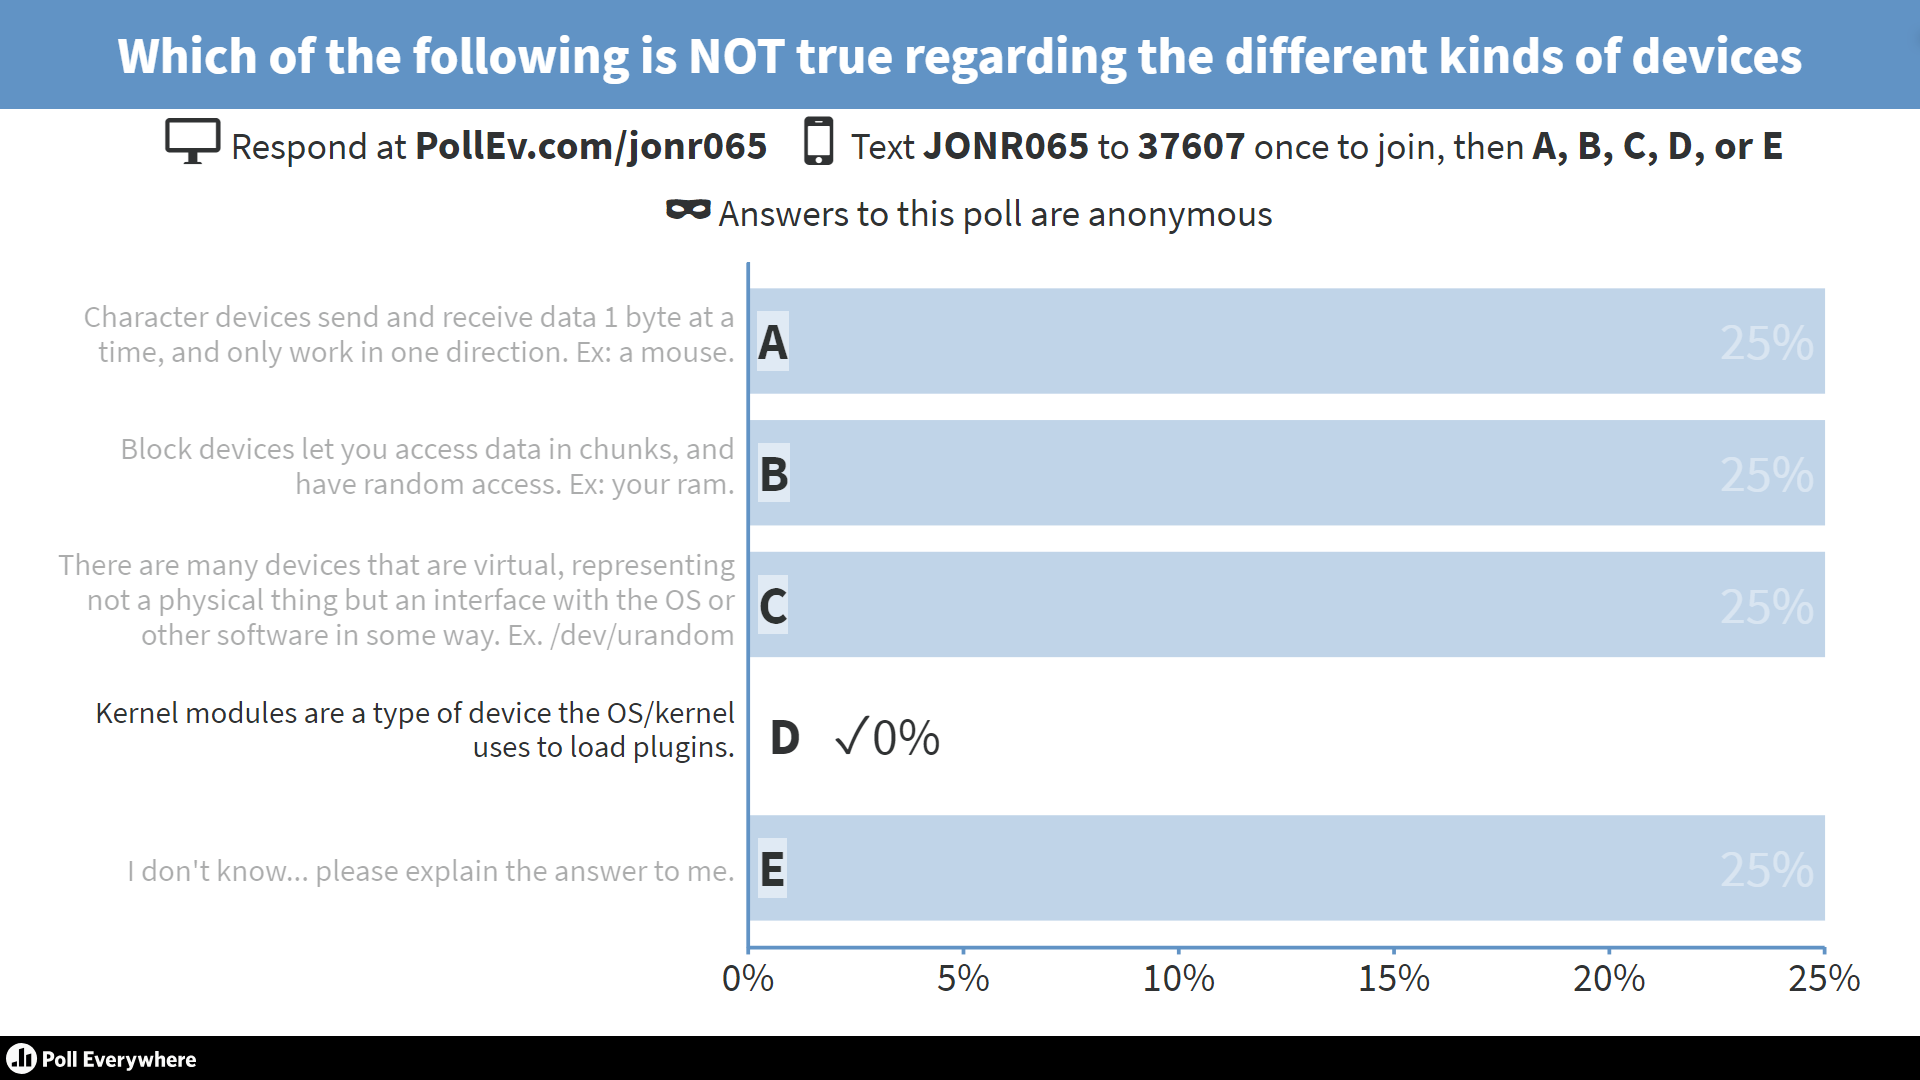 Which of the following is NOT true regarding the different kinds of devices
Respond at PollEv.com/jonr065 Text JONR065 to 37607 once to join, then A, B, C, D, or E
Answers to this poll are anonymous
Character devices send and receive data 1 byte at a
time, and only work in one direction. Ex: a mouse.
A 25%
Block devices let you access data in chunks, and
have random access. Ex: your ram.
B 25%
There are many devices that are virtual, representing
not a physical thing but an interface with the OS or
other software in some way. Ex. /dev/urandom
C 25%
Kernel modules are a type of device the OS/kernel
uses to load plugins.
D ✓0%
I don't know... please explain the answer to me.
E 25%
0% 5% 10% 15% 20% 25%
Poll Everywhere